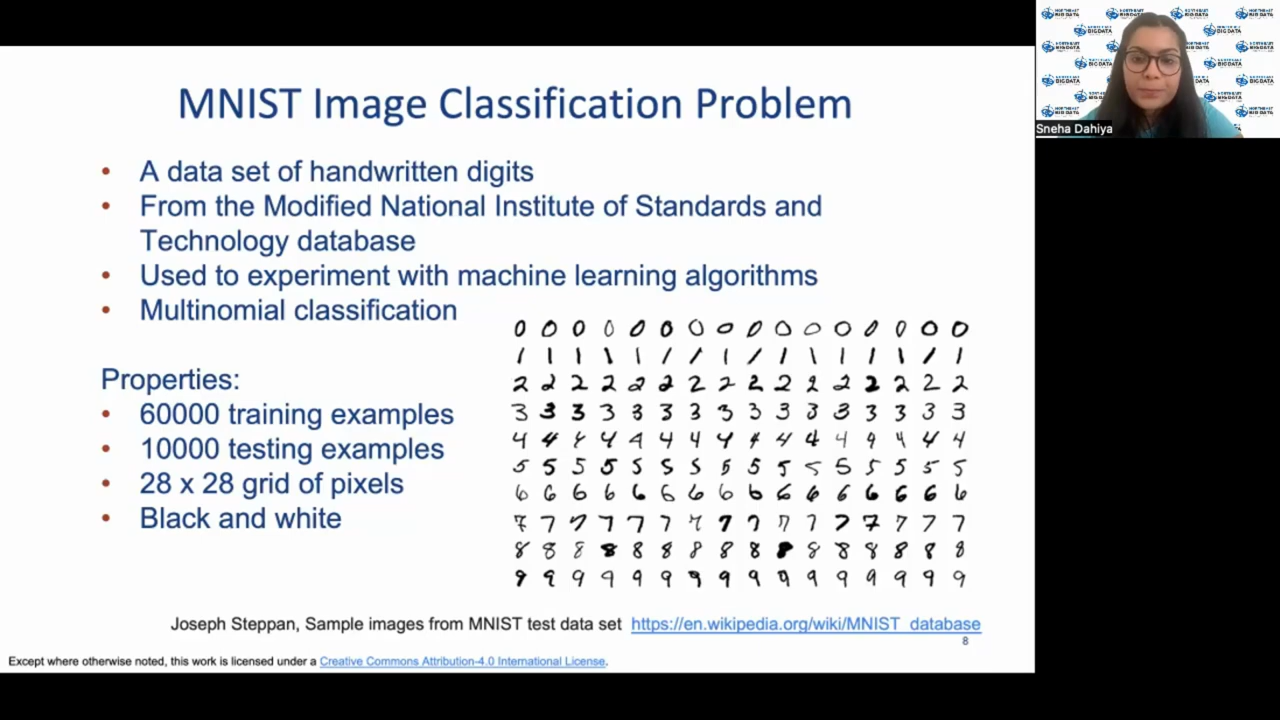 MNIST Image Classification Problem
• A data set of handwritten digits
• From the Modified National Institute of Standards and
Technology database
• Used to experiment with machine learning algorithms
• Multinomial classification
Properties:
• 60000 training examples
• 10000 testing examples
• 28 x 28 grid of pixels
• Black and white
0 0 0 0 0 0 0 0 0 0 0 0 0 0 0 0
1 1 1 1 1 1 1 1 1 1 1 1 1 1 1 1
2 2 2 2 2 2 2 2 2 2 2 2 2 2 2 2
3 3 3 3 3 3 3 3 3 3 3 3 3 3 3 3
4 4 4 4 4 4 4 4 4 4 4 4 4 4 4 4
5 5 5 5 5 5 5 5 5 5 5 5 5 5 5 5
6 6 6 6 6 6 6 6 6 6 6 6 6 6 6 6
7 7 7 7 7 7 7 7 7 7 7 7 7 7 7 7
8 8 8 8 8 8 8 8 8 8 8 8 8 8 8 8
9 9 9 9 9 9 9 9 9 9 9 9 9 9 9 9
Joseph Steppan, Sample images from MNIST test data set https://en.wikipedia.org/wiki/MNIST_database
8
Except where otherwise noted, this work is licensed under a Creative Commons Attribution-4.0 International License.
NORTHEAST
BIG DATA
Sneha Dahiya